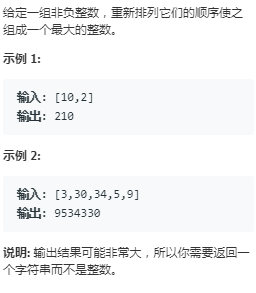 给定一组非负整数，重新排列它们的顺序使之
组成一个最大的整数。
示例 1:
输入: [10,2]
输出: 210
示例 2:
输入: [3,30,34,5,9]
输出: 9534330
说明: 输出结果可能非常大，所以你需要返回一
个字符串而不是整数。